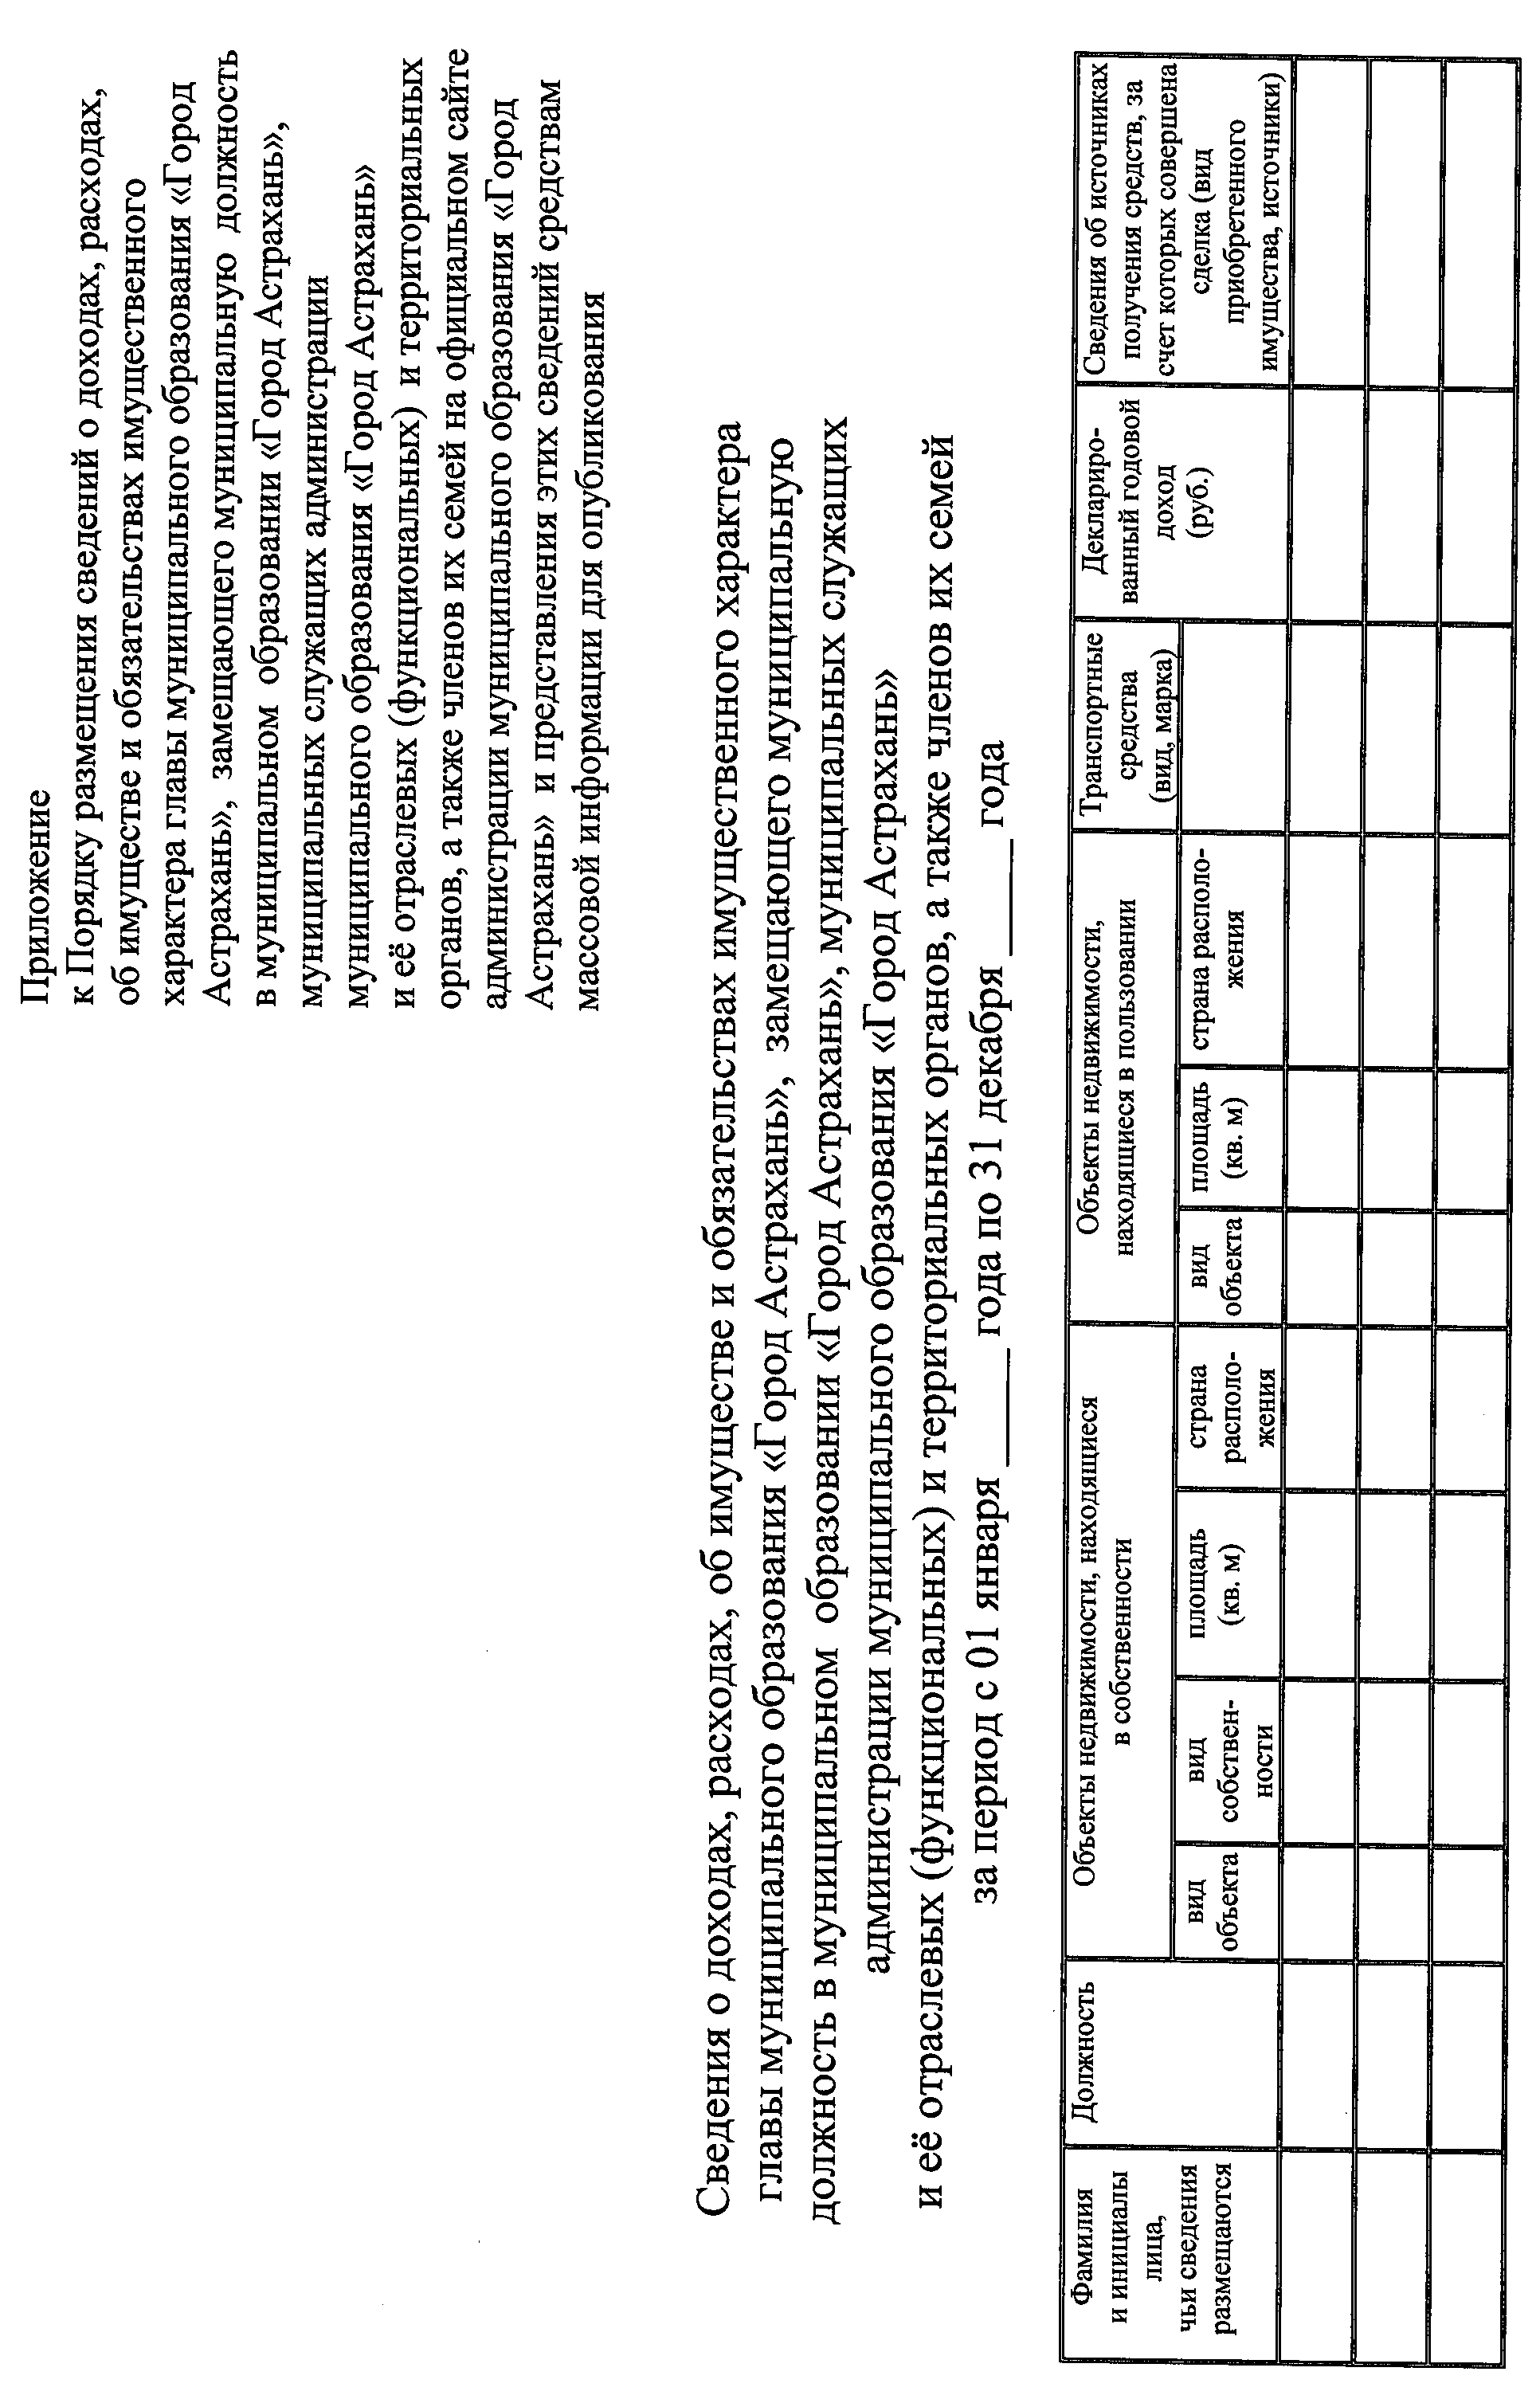 Приложение
к Порядку размещения сведений о доходах, расходах,
об имуществе и обязательствах имущественного
характера главы муниципального образования «Город
Астрахань», замещающего муниципальную должность
в муниципальном образовании «Город Астрахань»,
муниципальных служащих администрации
муниципального образования «Город Астрахань»
и её отраслевых (функциональных) и территориальных
органов, а также членов их семей на официальном сайте
администрации муниципального образования «Город
Астрахань» и представления этих сведений средствам
массовой информации для опубликования
Сведения о доходах, расходах, об имуществе и обязательствах имущественного характера
главы муниципального образования «Город Астрахань», замещающего муниципальную
должность в муниципальном образовании «Город Астрахань», муниципальных служащих
администрации муниципального образования «Город Астрахань»
и её отраслевых (функциональных) и территориальных органов, а также членов их семей
за период с 01 января ______ года по 31 декабря ______ года
Фамилия
и инициалы
лица,
чьи сведения
размещаются
Должность
Объекты недвижимости, находящиеся
в собственности
вид
объекта
вид
собствен-
ности
площадь
(кв. м)
страна
располо-
жения
Объекты недвижимости,
находящиеся в пользовании
вид
объекта
площадь
(кв. м)
страна располо-
жения
Транспортные
средства
(вид, марка)
Деклариро-
ванный годовой
доход
(руб.)
Сведения об источниках
получения средств, за
счет которых совершена
сделка (вид
приобретенного
имущества, источники)